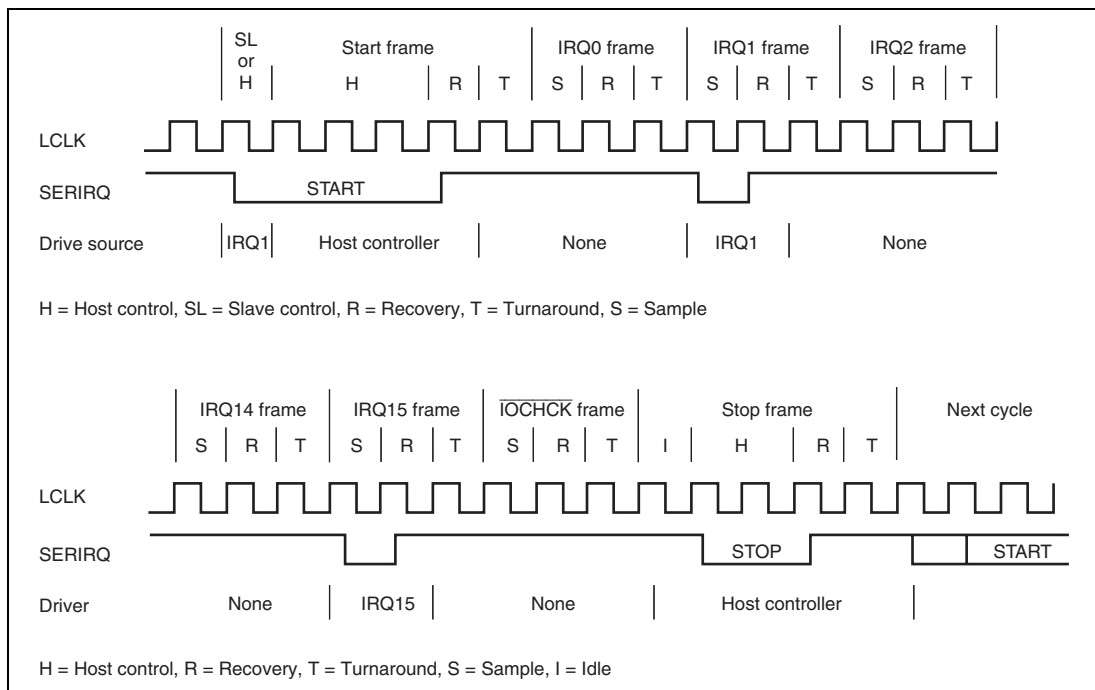 SL
or
H
Start frame
IRQ0 frame
IRQ1 frame
IRQ2 frame
H R T S R T S R T S R T
LCLK
SERIRQ
START
Drive source
IRQ1
Host controller
None
IRQ1
None
H = Host control, SL = Slave control, R = Recovery, T = Turnaround, S = Sample
IRQ14 frame
IRQ15 frame
IOCHCK frame
Stop frame
Next cycle
S R T S R T S R T I H R T
LCLK
SERIRQ
STOP
START
Driver
None
IRQ15
None
Host controller
H = Host control, R = Recovery, T = Turnaround, S = Sample, I = Idle